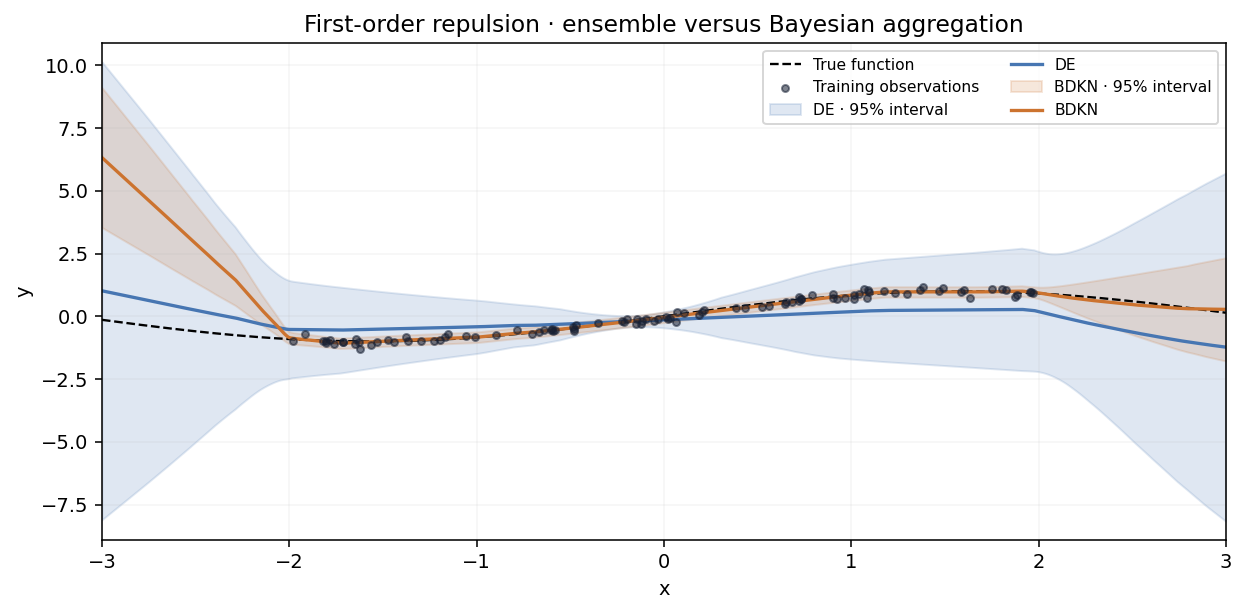 First-order repulsion · ensemble versus Bayesian aggregation
True function
Training observations
DE · 95% interval
DE
BDKN · 95% interval
BDKN
y
10.0
7.5
5.0
2.5
0.0
−2.5
−5.0
−7.5
−3
−2
−1
0
1
2
3
x